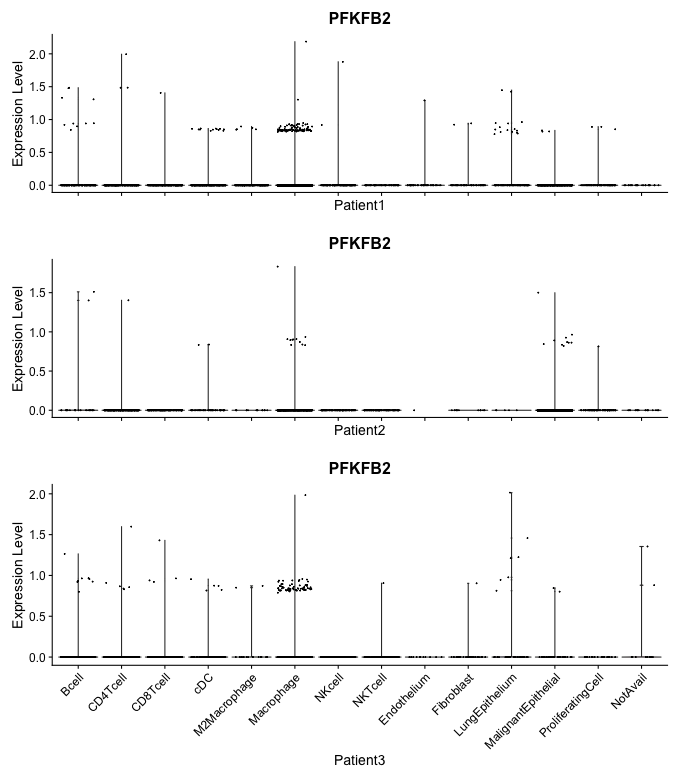 PFKFB2
Expression Level
2.0
1.5
1.0
0.5
0.0
Patient1
PFKFB2
Expression Level
1.5
1.0
0.5
0.0
Patient2
PFKFB2
Expression Level
2.0
1.5
1.0
0.5
0.0
Bcell
CD4Tcell
CD8Tcell
cDC
M2Macrophage
Macrophage
NKcell
NKTcell
Endothelium
Fibroblast
LungEpithelium
MalignantEpithelial
ProliferatingCell
NotAvail
Patient3